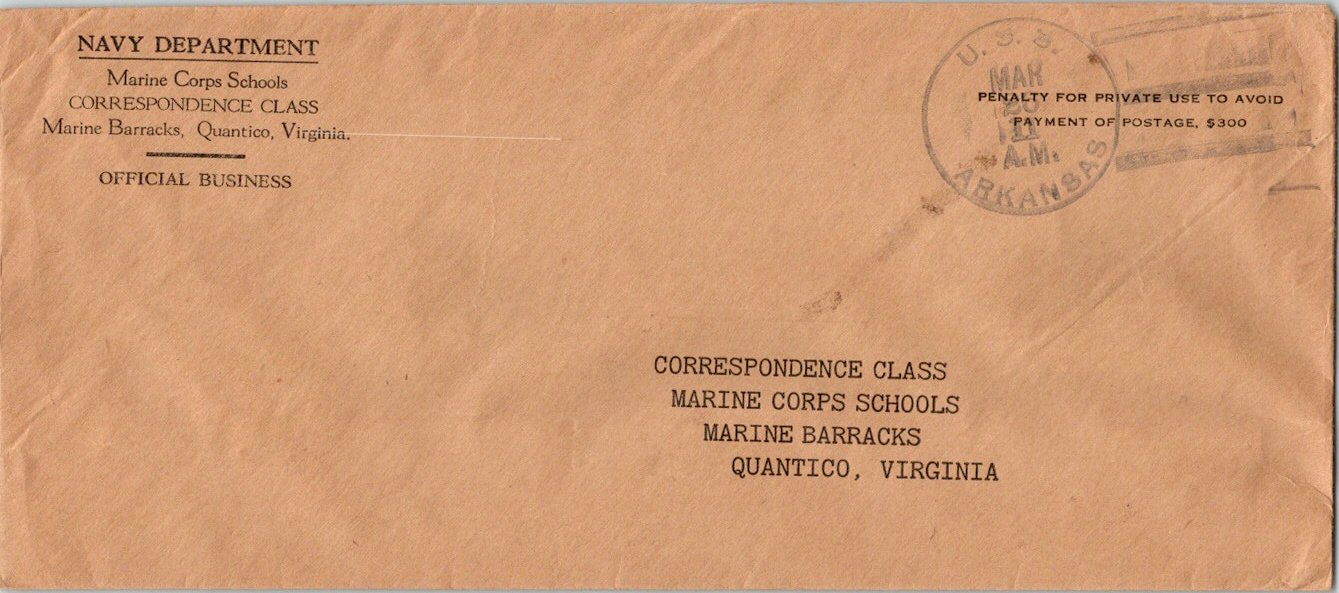 NAVY DEPARTMENT
Marine Corps Schools
CORRESPONDENCE CLASS
Marine Barracks, Quantico, Virginia.
OFFICIAL BUSINESS
U. S. S.
MAR
A.M.
ARKANSAS
PENALTY FOR PRIVATE USE TO AVOID
PAYMENT OF POSTAGE, $300
CORRESPONDENCE CLASS
MARINE CORPS SCHOOLS
MARINE BARRACKS
QUANTICO, VIRGINIA